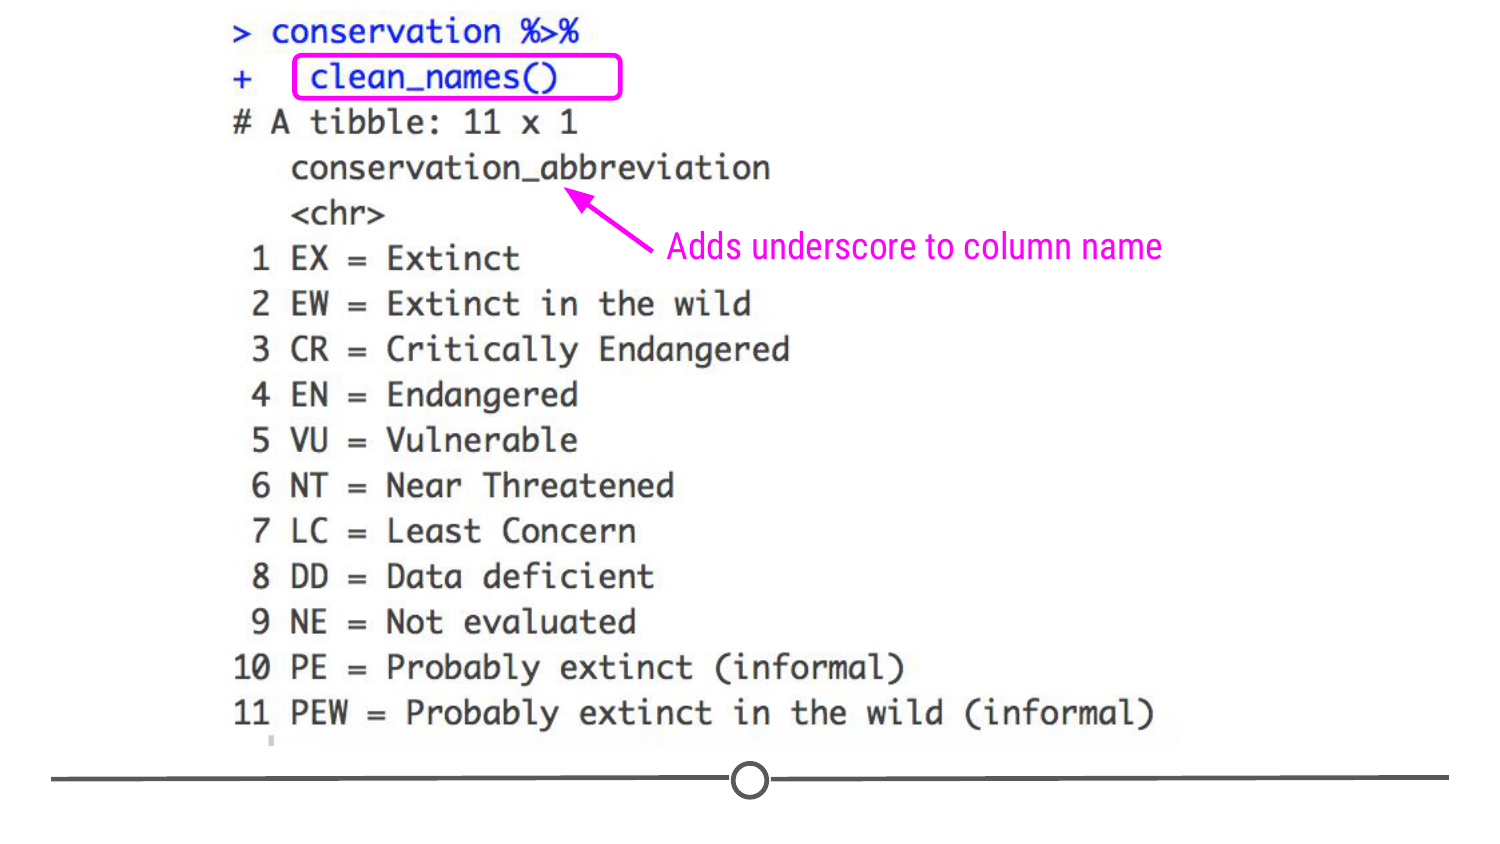 > conservation %>%
+ clean_names()
# A tibble: 11 x 1
conservation_abbreviation
<chr>
Adds underscore to column name
1 EX = Extinct
2 EW = Extinct in the wild
3 CR = Critically Endangered
4 EN = Endangered
5 VU = Vulnerable
6 NT = Near Threatened
7 LC = Least Concern
8 DD = Data deficient
9 NE = Not evaluated
10 PE = Probably extinct (informal)
11 PEW = Probably extinct in the wild (informal)